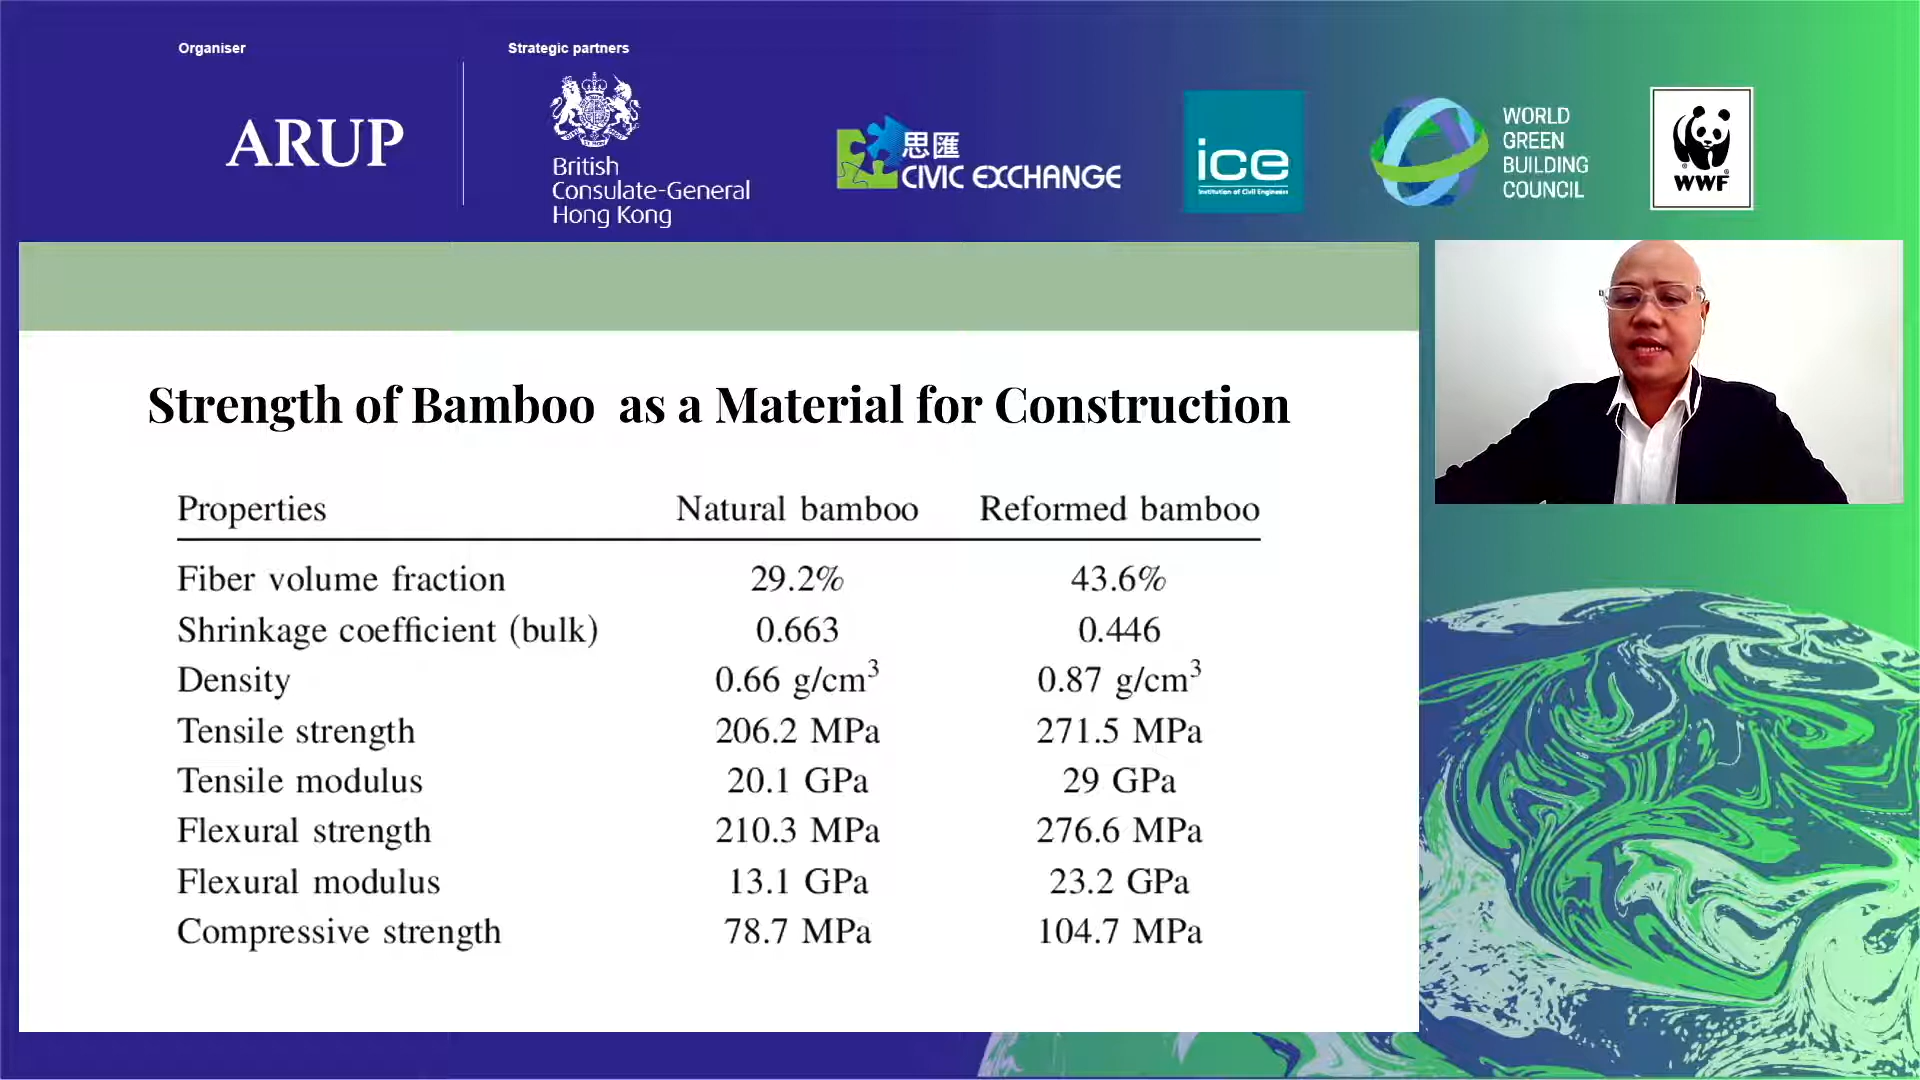 Organiser
Strategic partners
ARUP
British
Consulate-General
Hong Kong
思匯
CIVIC EXCHANGE
ice
Institution of Civil Engineers
WORLD
GREEN
BUILDING
COUNCIL
WWF
Strength of Bamboo as a Material for Construction
Properties Natural bamboo Reformed bamboo
Fiber volume fraction 29.2% 43.6%
Shrinkage coefficient (bulk) 0.663 0.446
Density 0.66 g/cm³ 0.87 g/cm³
Tensile strength 206.2 MPa 271.5 MPa
Tensile modulus 20.1 GPa 29 GPa
Flexural strength 210.3 MPa 276.6 MPa
Flexural modulus 13.1 GPa 23.2 GPa
Compressive strength 78.7 MPa 104.7 MPa